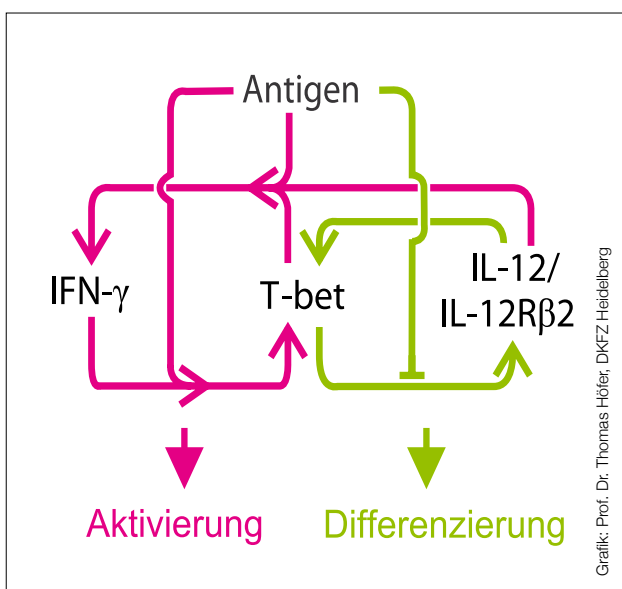 Antigen
IFN-γ
T-bet
IL-12/
IL-12Rβ2
Aktivierung
Differenzierung
Grafik: Prof. Dr. Thomas Höfer, DKFZ Heidelberg